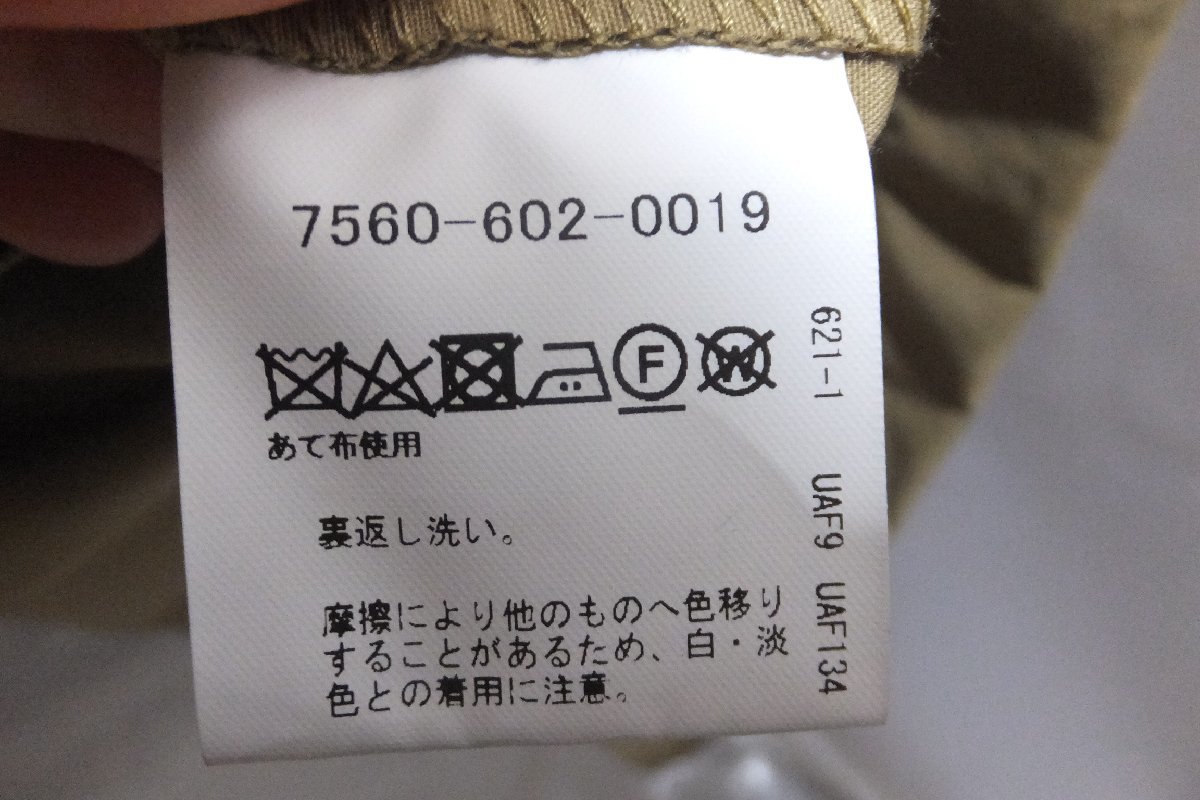 7560-602-0019
F
W
あて布使用
裏返し洗い。
摩擦により他のものへ色移り
することがあるため、白・淡
色との着用に注意。
621-1 UAF9 UAF134